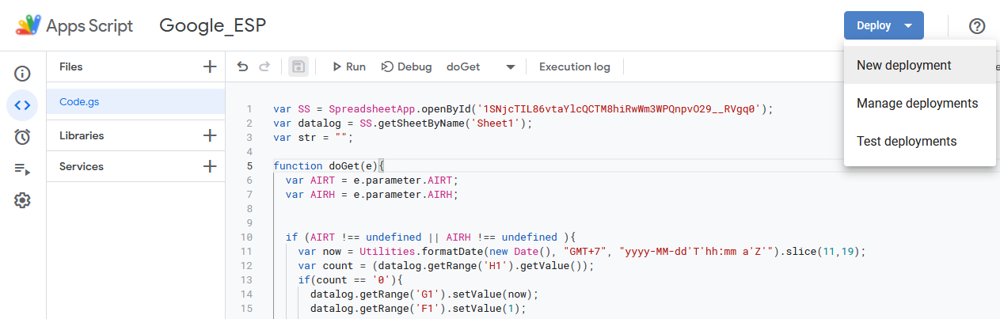 Apps Script Google_ESP Deploy
Files
Undo Run Debug doGet Execution log
New deployment
Code.gs
Manage deployments
Libraries
Test deployments
Services
1 var SS = SpreadsheetApp.openById('1SNjcTIL86vtaYlcQCTM8hiRwWm3WPQnpvO29__RVgq0');
2 var datalog = SS.getSheetByName('Sheet1');
3 var str = "";
4
5 function doGet(e){
6 var AIRT = e.parameter.AIRT;
7 var AIRH = e.parameter.AIRH;
8
9
10 if (AIRT !== undefined || AIRH !== undefined ){
11 var now = Utilities.formatDate(new Date(), "GMT+7", "yyyy-MM-dd'T'hh:mm a'Z'").slice(11,19);
12 var count = (datalog.getRange('H1').getValue());
13 if(count == '0'){
14 datalog.getRange('G1').setValue(now);
15 datalog.getRange('F1').setValue(1);